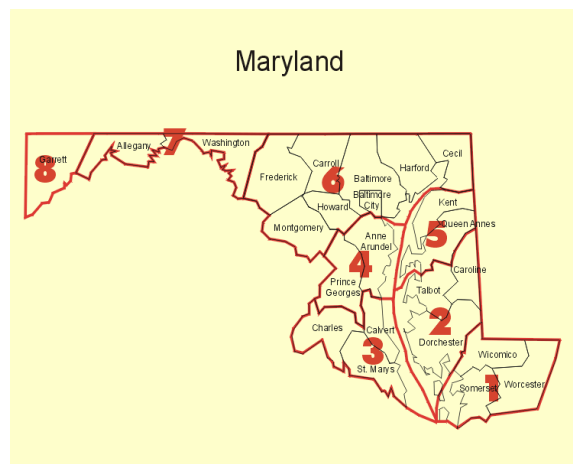 Maryland
7
Garrett
8
Allegany
Washington
Frederick
Carroll
6
Baltimore
Harford
Cecil
Baltimore
City
Howard
Montgomery
Kent
Queen Annes
5
Anne
Arundel
4
Prince
Georges
Caroline
Talbot
2
Dorchester
Charles
Calvert
3
St. Marys
Wicomico
Somerset
1
Worcester